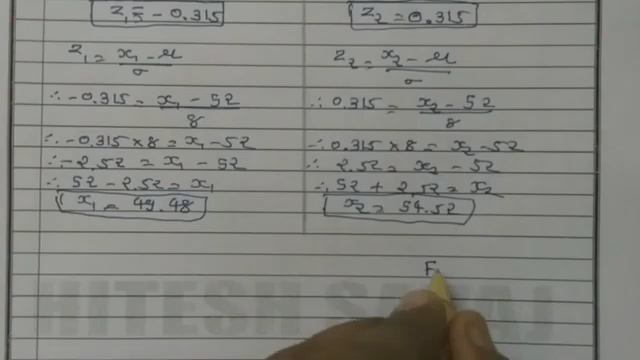 Z₁ = - 0.315
Z₂ = 0.315
Z₁ = x₁ - μ / σ
Z₂ = x₂ - μ / σ
∴ -0.315 = x₁ - 52 / 8
∴ 0.315 = x₂ - 52 / 8
∴ -0.315 × 8 = x₁ - 52
∴ 0.315 × 8 = x₂ - 52
∴ -2.52 = x₁ - 52
∴ 2.52 = x₂ - 52
∴ 52 - 2.52 = x₁
∴ 52 + 2.52 = x₂
x₁ = 49.48
x₂ = 54.52
F